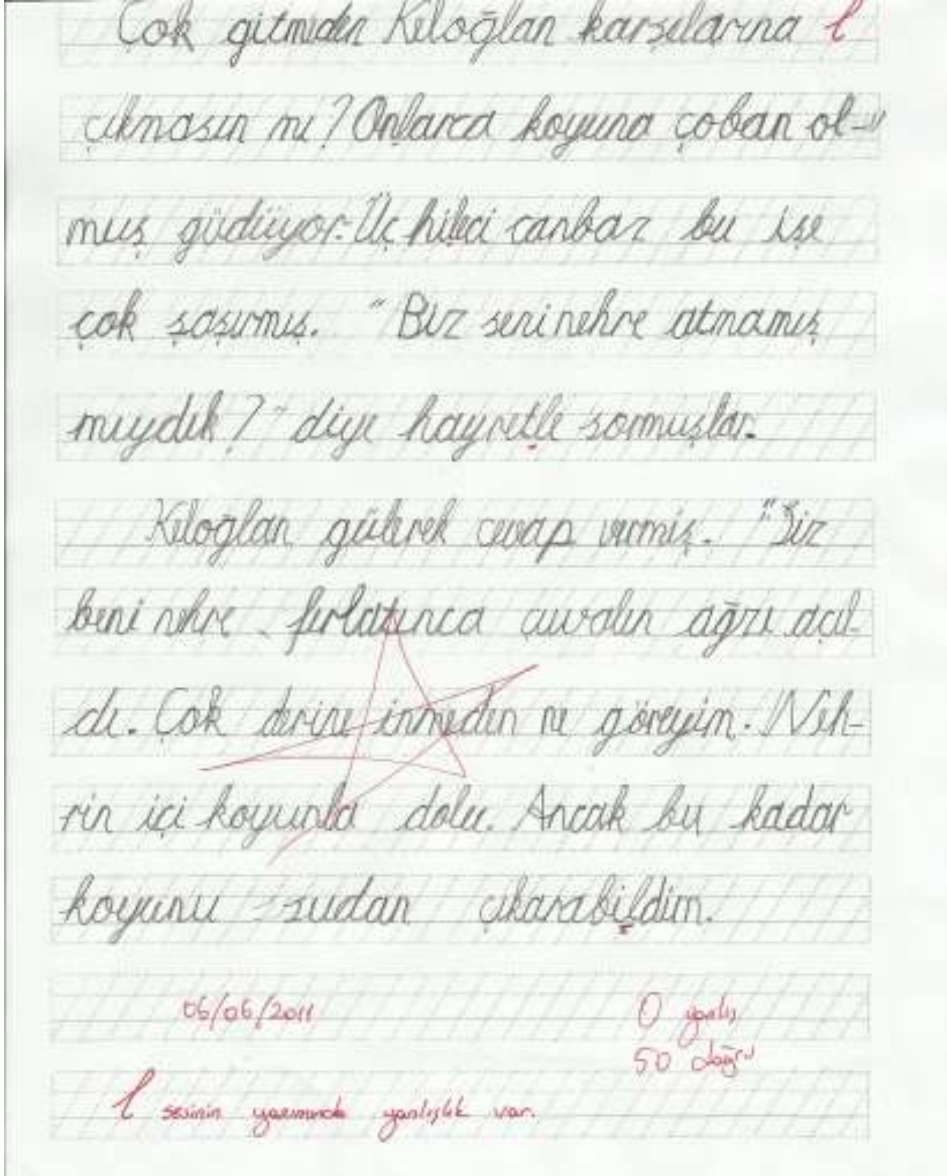 Çok gitmeden Keloğlan karşılarına l
çıkmasın mı? Onlarca koyuna çoban ol-
muş güdüyor. Üç hileci canbaz bu işe
çok şaşırmış. "Biz seni nehre atmamış
mıydık?" diye hayretle sormuşlar.
Keloğlan gülerek cevap vermiş. "Siz
beni nehre fırlatınca çuvalın ağzı açıl-
dı. Çok derine inmeden ne göreyim. Neh-
rin içi koyunla dolu. Ancak bu kadar
koyunu sudan çıkarabildim.
06/06/2011 0 yanlış
50 doğru
l sesinin yazımında yanlışlık var.